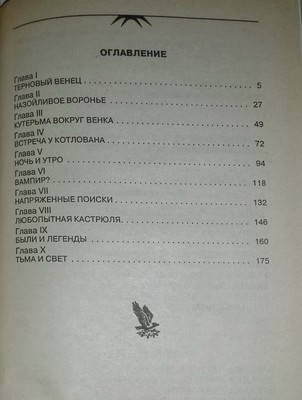 ОГЛАВЛЕНИЕ
Глава I
ТЕРНОВЫЙ ВЕНЕЦ 5
Глава II
НАЗОЙЛИВОЕ ВОРОНЬЕ 27
Глава III
КУТЕРЬМА ВОКРУГ ВЕНКА 49
Глава IV
ВСТРЕЧА У КОТЛОВАНА 72
Глава V
НОЧЬ И УТРО 94
Глава VI
ВАМПИР? 118
Глава VII
НАПРЯЖЕННЫЕ ПОИСКИ 132
Глава VIII
ЛЮБОПЫТНАЯ КАСТРЮЛЯ 146
Глава IX
БЫЛИ И ЛЕГЕНДЫ 160
Глава X
ТЬМА И СВЕТ 175